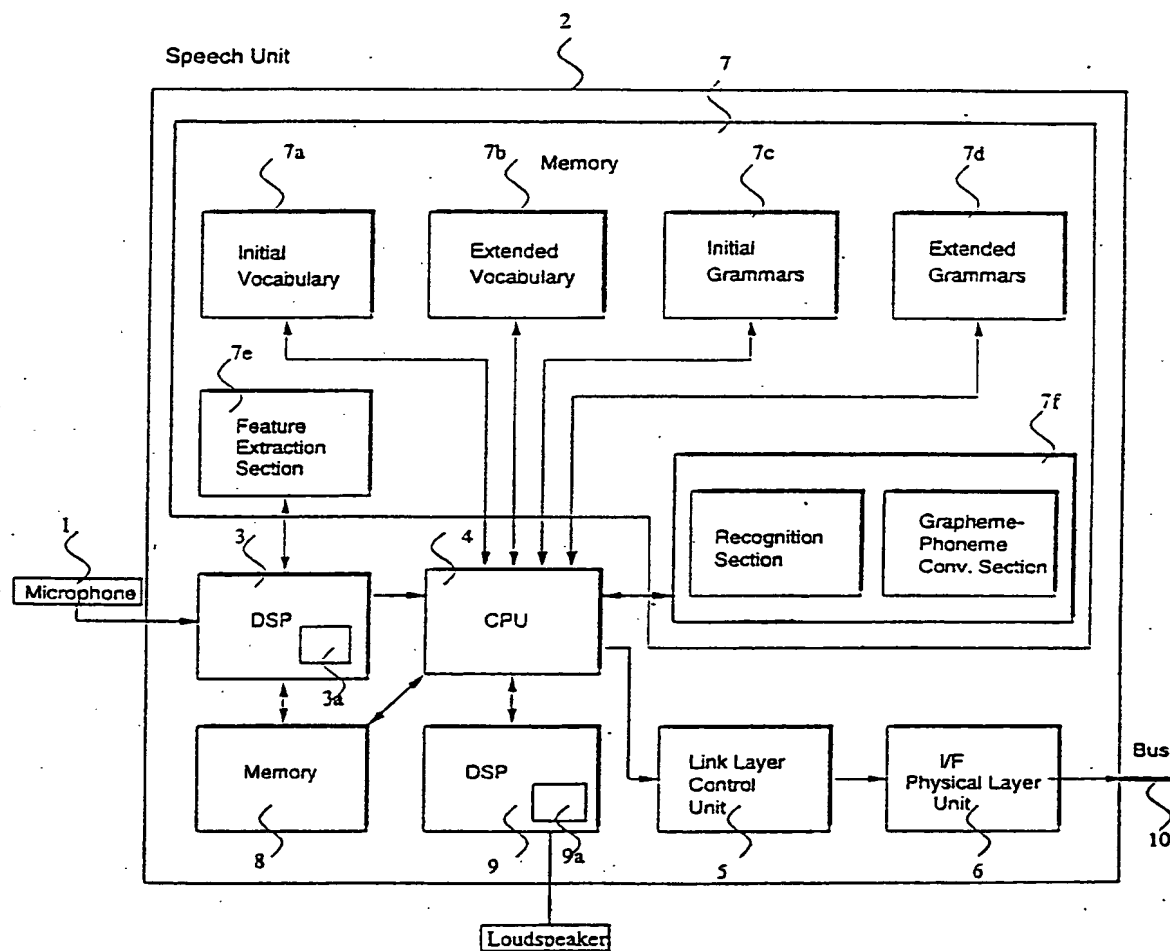 2
Speech Unit
7
7a
7b
Memory
7c
7d
Initial
Vocabulary
Extended
Vocabulary
Initial
Grammars
Extended
Grammars
7e
Feature
Extraction
Section
7f
1
3
4
Recognition
Section
Grapheme-
Phoneme
Conv. Section
Microphone
DSP
CPU
3a
Memory
DSP
Link Layer
Control
Unit
I/F
Physical Layer
Unit
Bus
8
9
9a
5
6
10
Loudspeaker